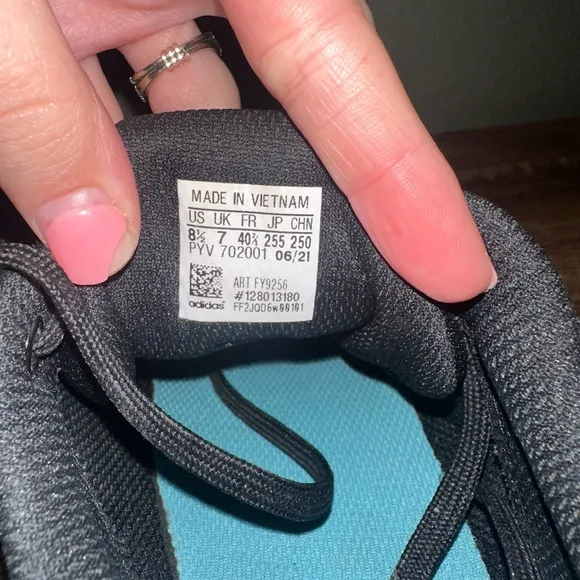 MADE IN VIETNAM
US UK FR JP CHN
8½ 7 40⅔ 255 250
PYV 702001 06/21
ART FY9256
#128013180
adidas FF2JQD6W00101